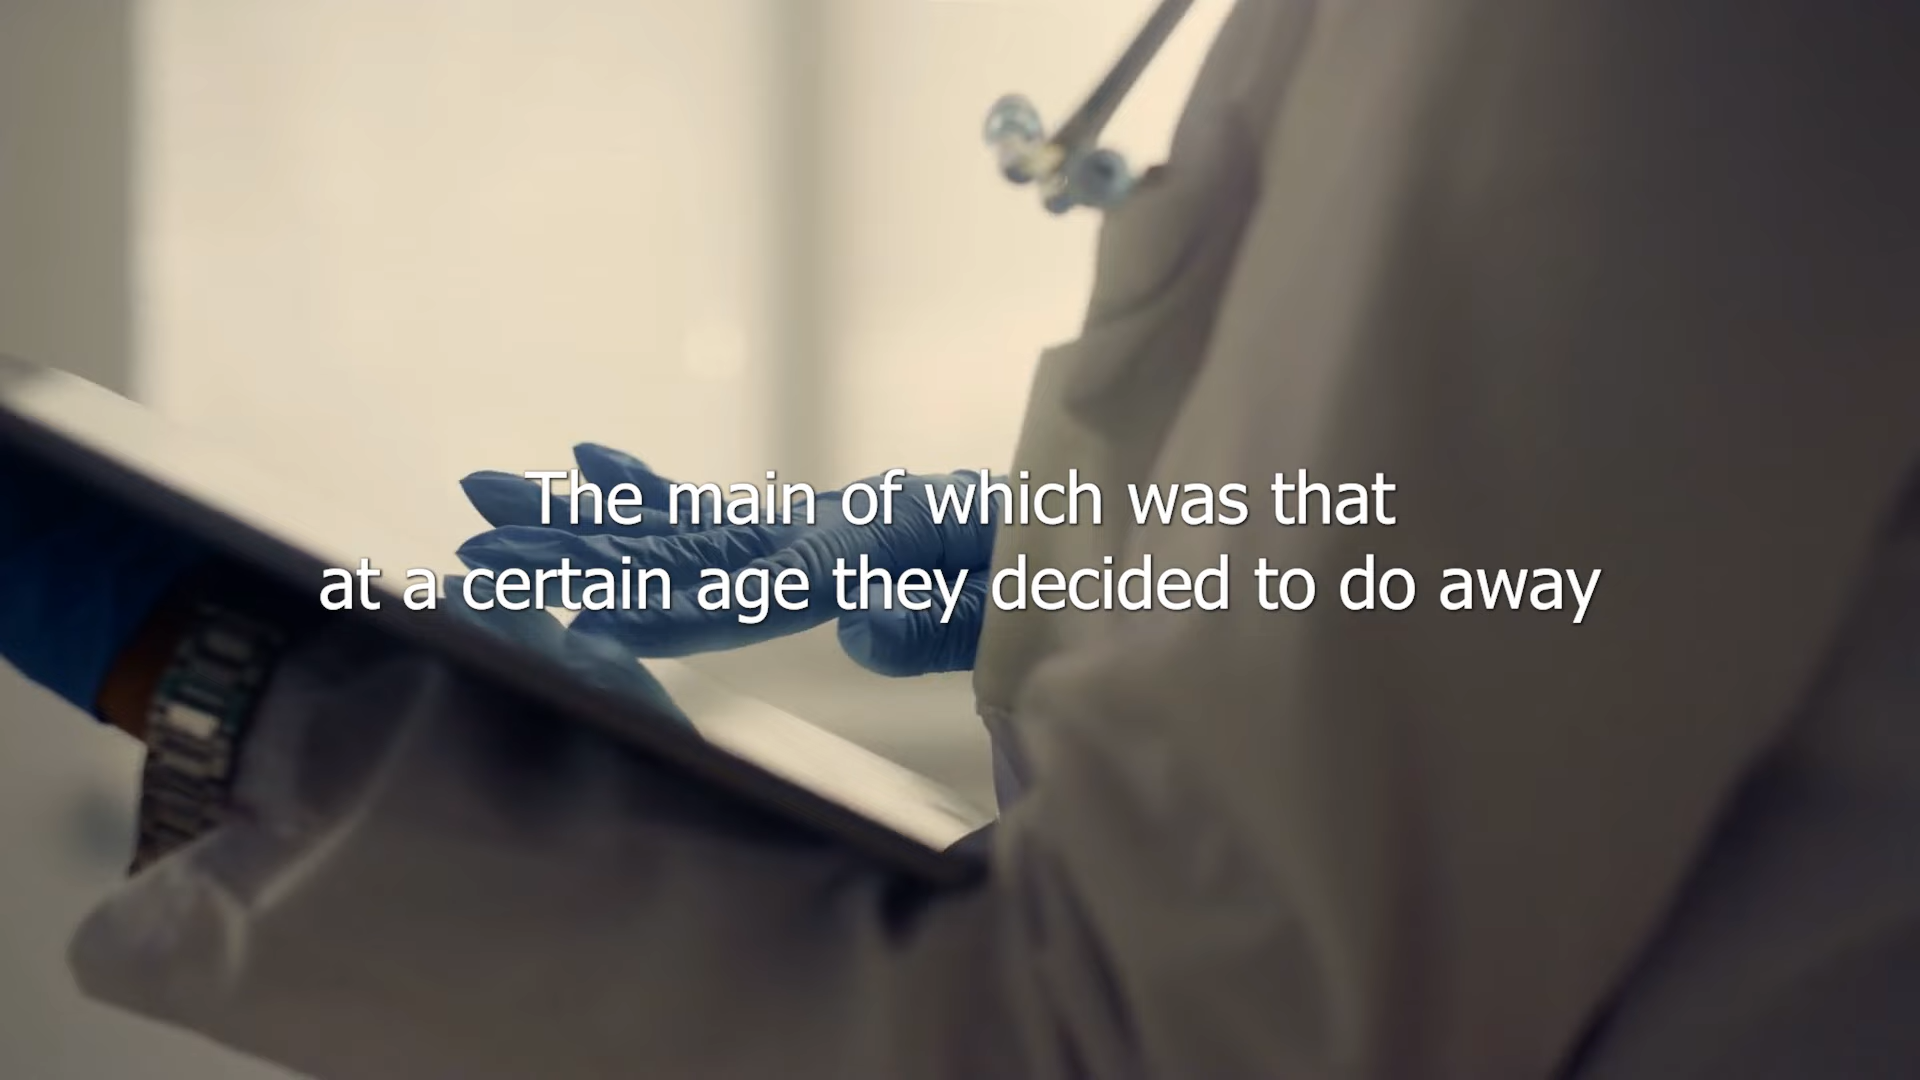 The main of which was that
at a certain age they decided to do away